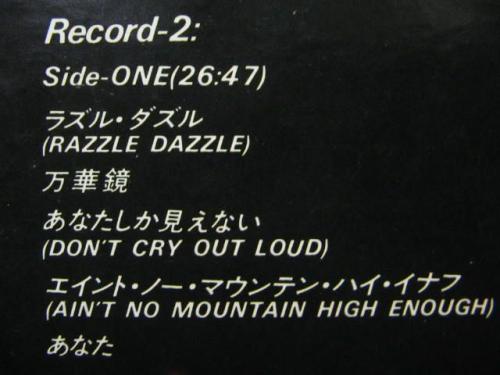 Record-2:
Side-ONE(26:47)
ラズル・ダズル
(RAZZLE DAZZLE)
万華鏡
あなたしか見えない
(DON'T CRY OUT LOUD)
エイント・ノー・マウンテン・ハイ・イナフ
(AIN'T NO MOUNTAIN HIGH ENOUGH)
あなた